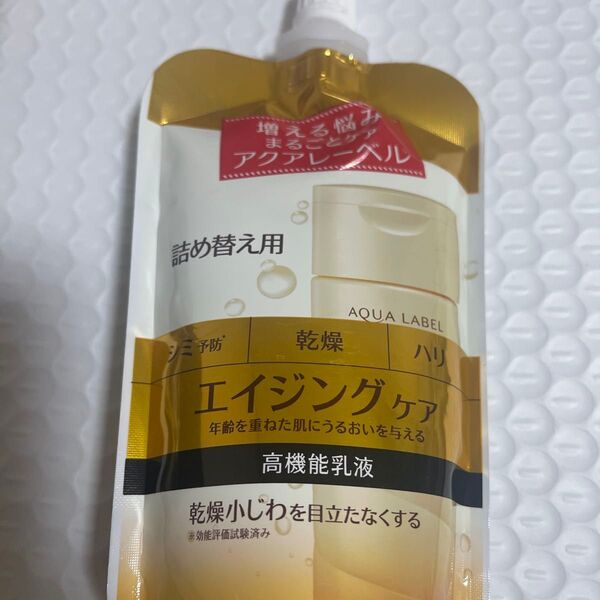 増える悩み
まるごとケア
アクアレーベル
詰め替え用
AQUA LABEL
シミ予防* 乾燥 ハリ
エイジングケア
年齢を重ねた肌にうるおいを与える
高機能乳液
乾燥小じわを目立たなくする
※効能評価試験済み